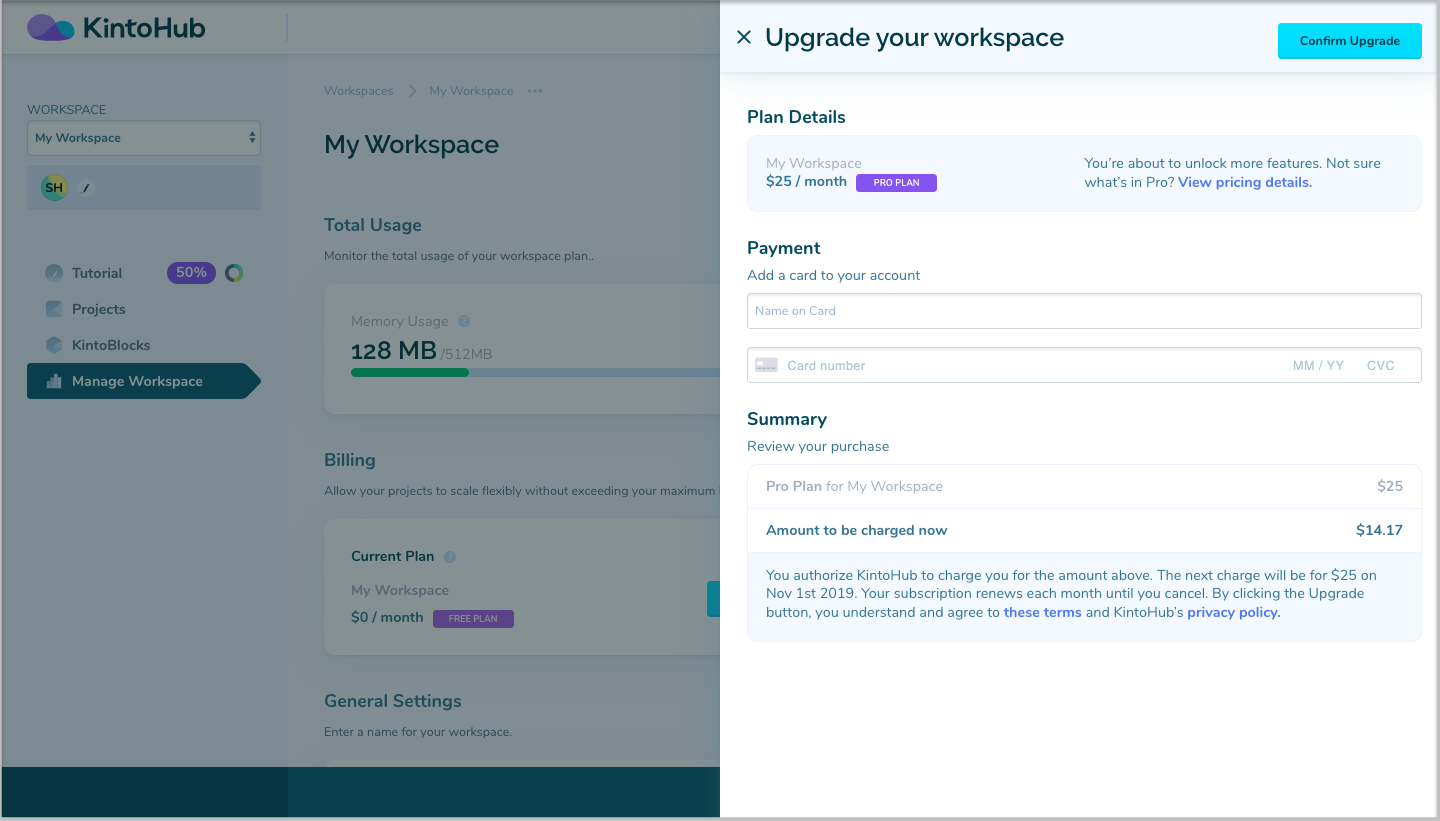 KintoHub
WORKSPACE
My Workspace
SH
Tutorial 50%
Projects
KintoBlocks
Manage Workspace
Workspaces My Workspace
My Workspace
Total Usage
Monitor the total usage of your workspace plan..
Memory Usage ?
128 MB /512MB
Billing
Allow your projects to scale flexibly without exceeding your maximum
Current Plan ?
My Workspace
$0 / month FREE PLAN
General Settings
Enter a name for your workspace.
Upgrade your workspace
Confirm Upgrade
Plan Details
My Workspace
$25 / month PRO PLAN
You’re about to unlock more features. Not sure
what’s in Pro? View pricing details.
Payment
Add a card to your account
Name on Card
Card number MM / YY CVC
Summary
Review your purchase
Pro Plan for My Workspace $25
Amount to be charged now $14.17
You authorize KintoHub to charge you for the amount above. The next charge will be for $25 on
Nov 1st 2019. Your subscription renews each month until you cancel. By clicking the Upgrade
button, you understand and agree to these terms and KintoHub’s privacy policy.